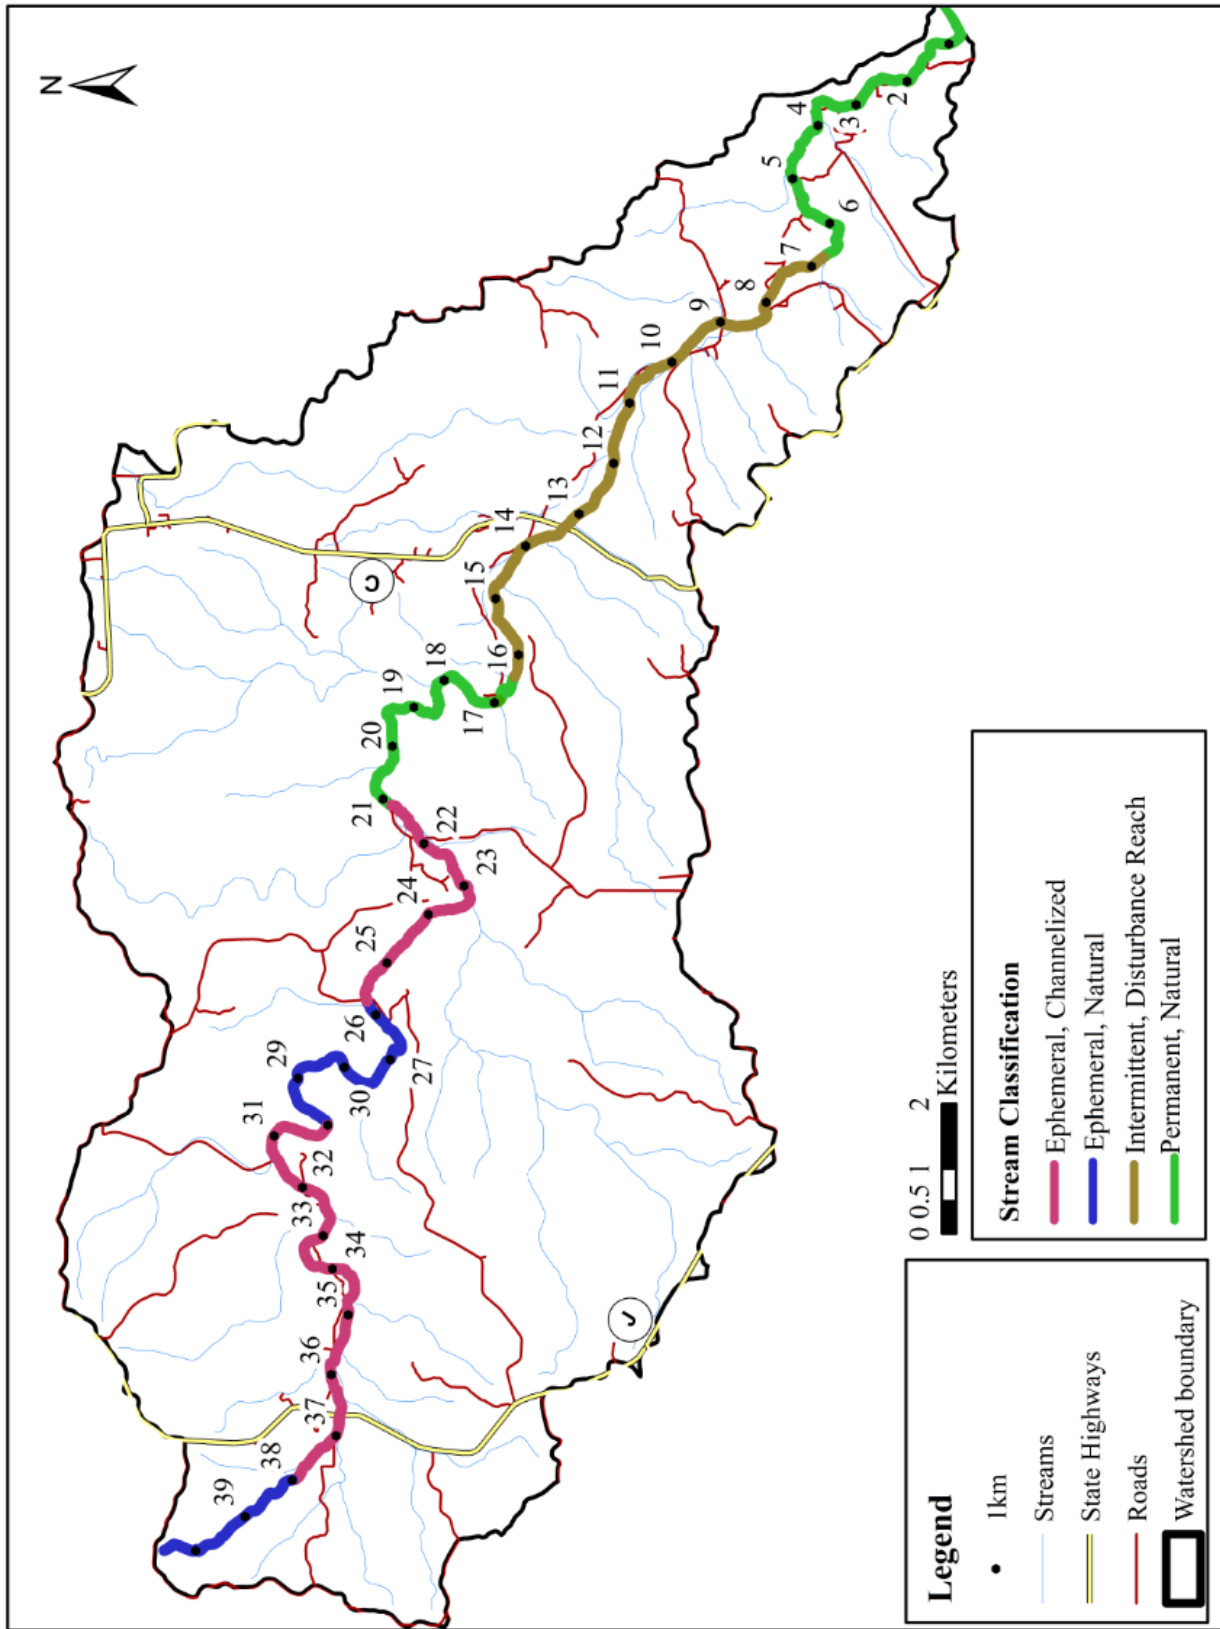 N
2
3
4
5
6
7
8
9
10
11
12
13
14
15
16
17
18
19
20
21
22
23
24
25
26
27
29
30
31
32
33
34
35
36
37
38
39
C
J
0 0.5 1 2
Kilometers
Legend
1km
Streams
State Highways
Roads
Watershed boundary
Stream Classification
Ephemeral, Channelized
Ephemeral, Natural
Intermittent, Disturbance Reach
Permanent, Natural